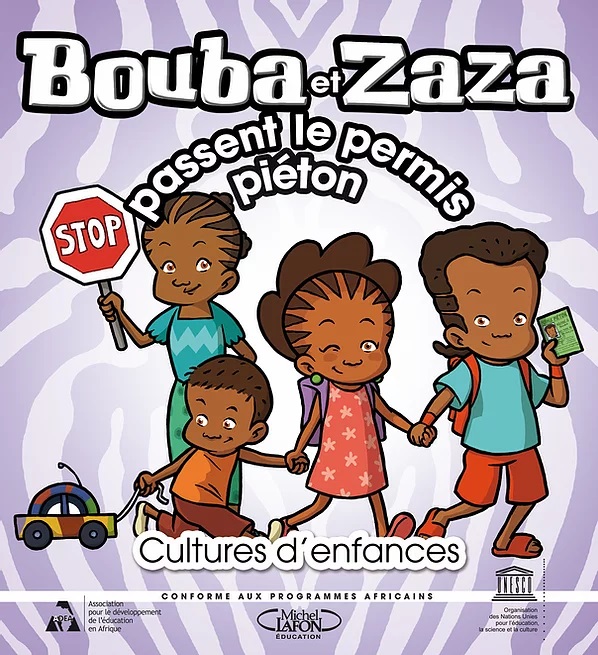 Bouba et Zaza
passent le permis
piéton
STOP
Cultures d'enfances
CONFORME AUX PROGRAMMES AFRICAINS
ADEA
Association
pour le développement
de l'éducation
en Afrique
Michel
LAFON
ÉDUCATION
UNESCO
Organisation
des Nations Unies
pour l'éducation,
la science et la culture